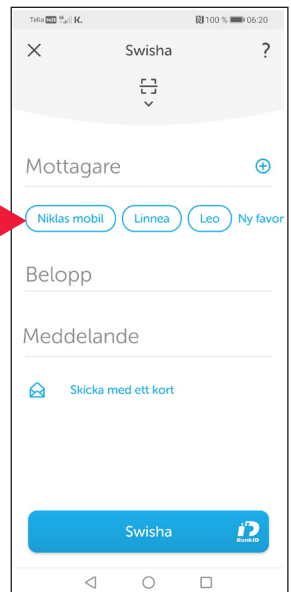 Telia K. 100 % 06:20
Swisha ?
Mottagare
Niklas mobil Linnea Leo Ny favor
Belopp
Meddelande
Skicka med ett kort
Swisha BankID